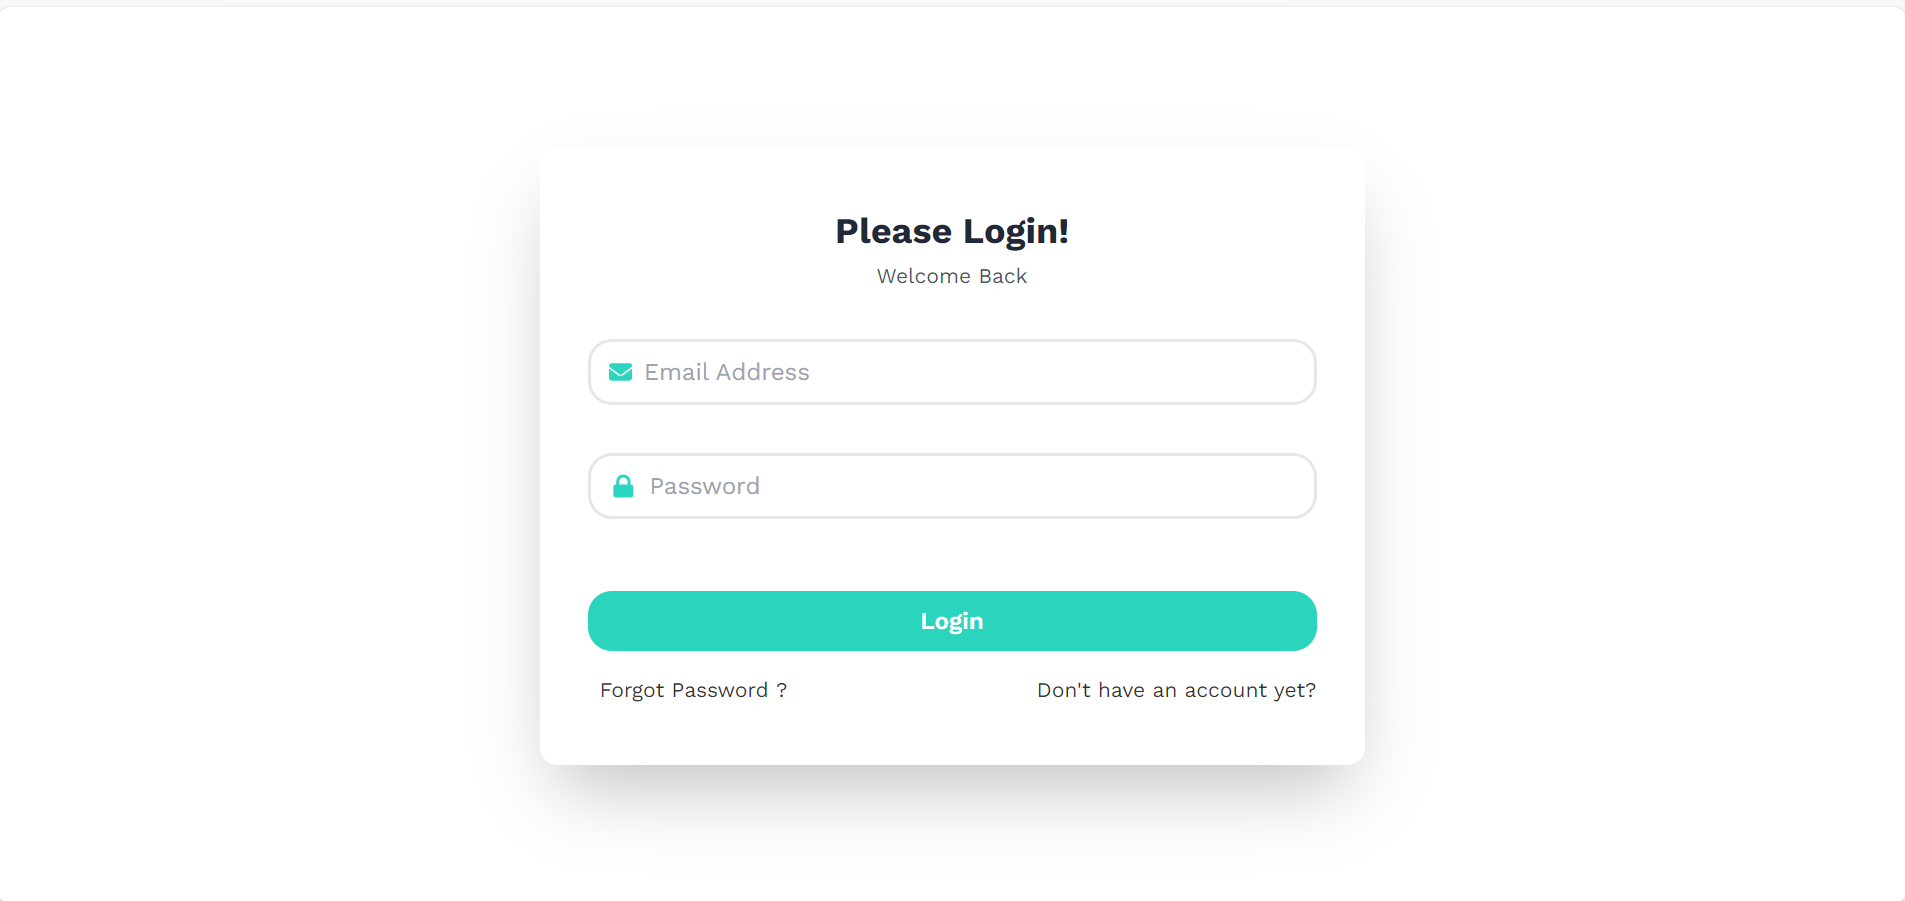 Please Login!
Welcome Back
Email Address
Password
Login
Forgot Password ?
Don't have an account yet?